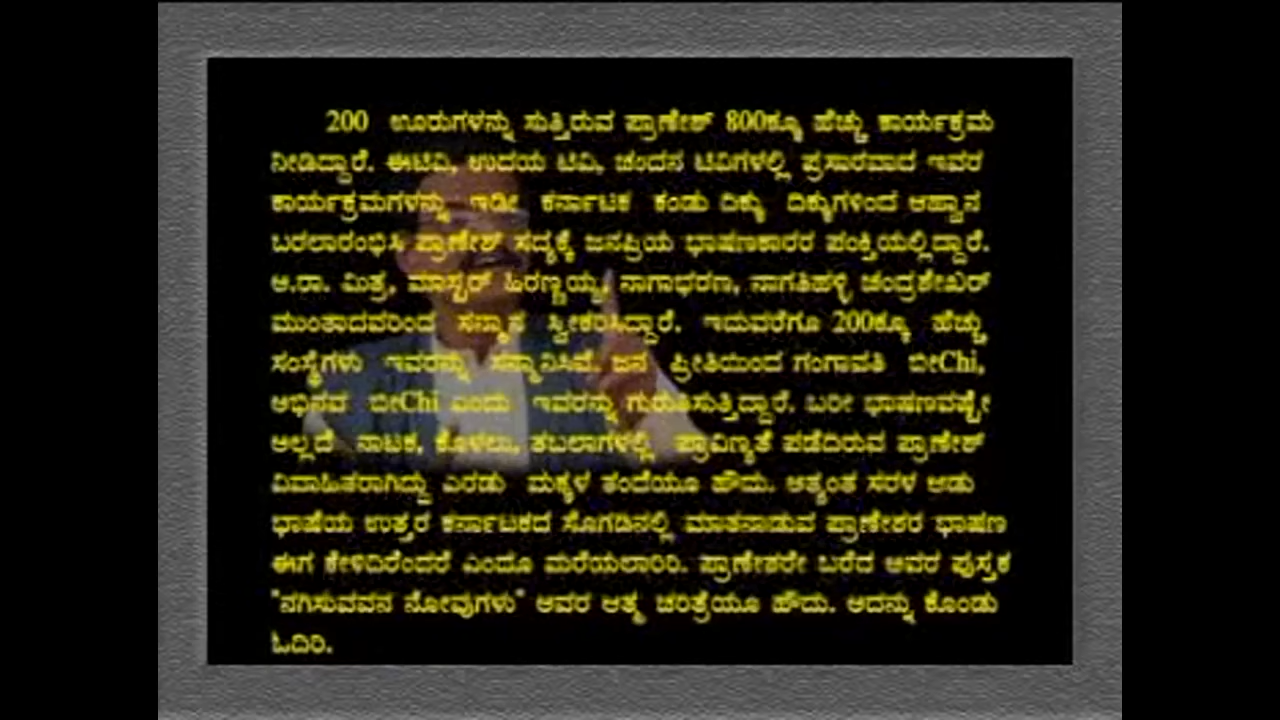 200 ಊರುಗಳನ್ನು ಸುತ್ತಿರುವ ಪ್ರಾಣೇಶ್ 800ಕ್ಕೂ ಹೆಚ್ಚು ಕಾರ್ಯಕ್ರಮ
ನೀಡಿದ್ದಾರೆ. ಈಟಿವಿ, ಉದಯ ಟಿವಿ, ಚಂದನ ಟಿವಿಗಳಲ್ಲಿ ಪ್ರಸಾರವಾದ ಇವರ
ಕಾರ್ಯಕ್ರಮಗಳನ್ನು ಇಡೀ ಕರ್ನಾಟಕ ಕಂಡು ದಿಕ್ಕು ದಿಕ್ಕುಗಳಿಂದ ಆಹ್ವಾನ
ಬರಲಾರಂಭಿಸಿ ಪ್ರಾಣೇಶ್ ಸದ್ಯಕ್ಕೆ ಜನಪ್ರಿಯ ಭಾಷಣಕಾರರ ಪಂಕ್ತಿಯಲ್ಲಿದ್ದಾರೆ.
ಆ.ರಾ. ಮಿತ್ರ, ಮಾಸ್ಟರ್ ಹಿರಣ್ಣಯ್ಯ, ನಾಗಾಭರಣ, ನಾಗತಿಹಳ್ಳಿ ಚಂದ್ರಶೇಖರ್
ಮುಂತಾದವರಿಂದ ಸನ್ಮಾನ ಸ್ವೀಕರಿಸಿದ್ದಾರೆ. ಇದುವರೆಗೂ 200ಕ್ಕೂ ಹೆಚ್ಚು
ಸಂಸ್ಥೆಗಳು ಇವರನ್ನು ಸನ್ಮಾನಿಸಿವೆ. ಜನ ಪ್ರೀತಿಯಿಂದ ಗಂಗಾವತಿ ಬೀChi,
ಅಭಿನವ ಬೀChi ಎಂದು ಇವರನ್ನು ಗುರುತಿಸುತ್ತಿದ್ದಾರೆ. ಬರೀ ಭಾಷಣವಷ್ಟೇ
ಅಲ್ಲದೆ ನಾಟಕ, ಕೊಳಲು, ತಬಲಾಗಳಲ್ಲಿ ಪ್ರಾವಿಣ್ಯತೆ ಪಡೆದಿರುವ ಪ್ರಾಣೇಶ್
ವಿವಾಹಿತರಾಗಿದ್ದು ಎರಡು ಮಕ್ಕಳ ತಂದೆಯೂ ಹೌದು. ಅತ್ಯಂತ ಸರಳ ಆಡು
ಭಾಷೆಯ ಉತ್ತರ ಕರ್ನಾಟಕದ ಸೊಗಡಿನಲ್ಲಿ ಮಾತನಾಡುವ ಪ್ರಾಣೇಶರ ಭಾಷಣ
ಈಗ ಕೇಳಿದಿರೆಂದರೆ ಎಂದೂ ಮರೆಯಲಾರಿರಿ. ಪ್ರಾಣೇಶರೇ ಬರೆದ ಅವರ ಪುಸ್ತಕ
"ನಗಿಸುವವನ ನೋವುಗಳು" ಅವರ ಆತ್ಮ ಚರಿತ್ರೆಯೂ ಹೌದು. ಅದನ್ನು ಕೊಂಡು
ಓದಿರಿ.